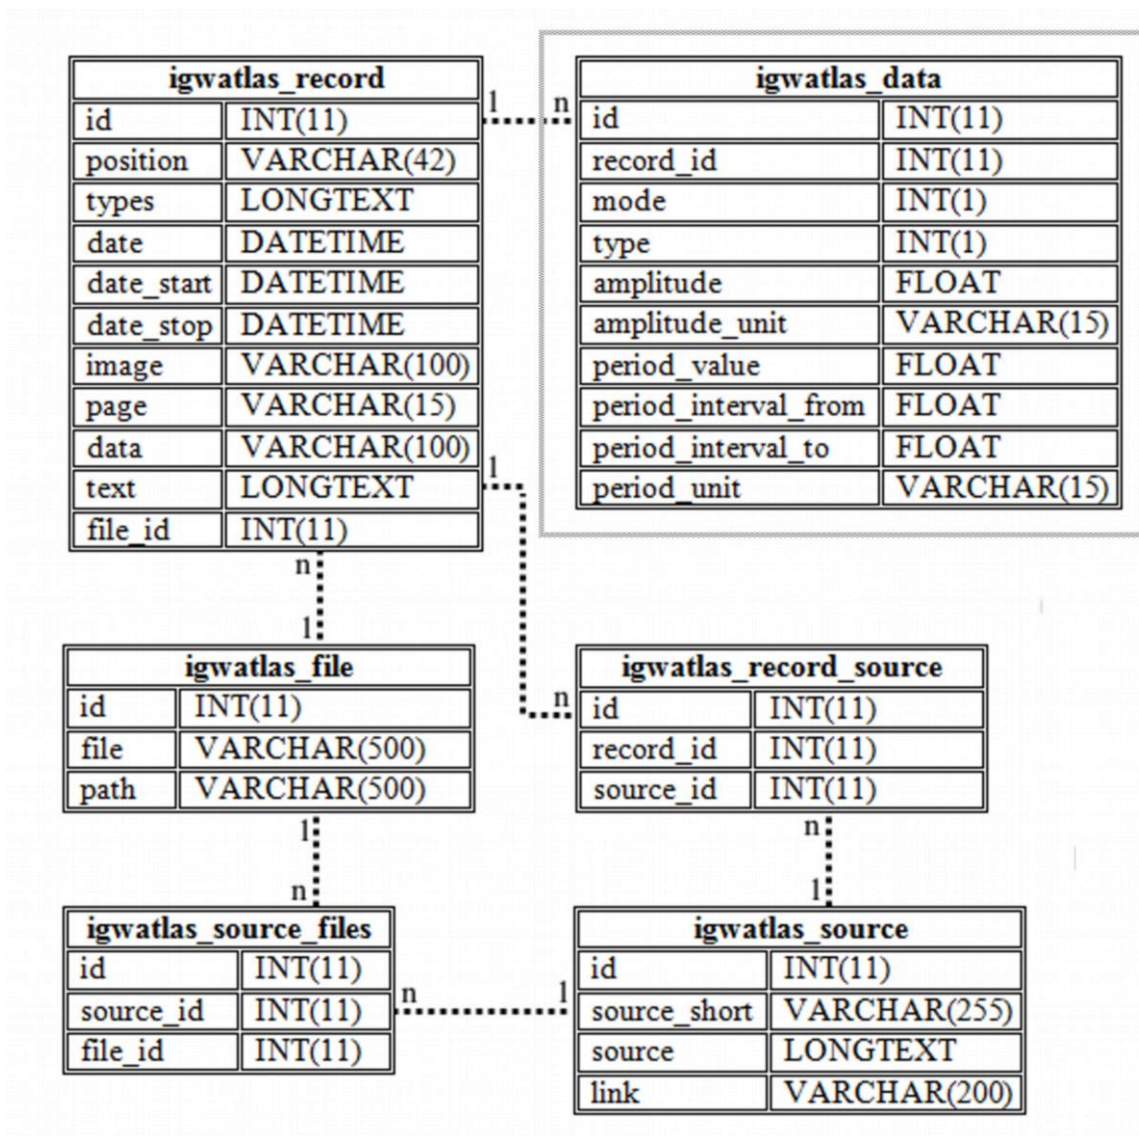 igwatlas_record
id INT(11)
position VARCHAR(42)
types LONGTEXT
date DATETIME
date_start DATETIME
date_stop DATETIME
image VARCHAR(100)
page VARCHAR(15)
data VARCHAR(100)
text LONGTEXT
file_id INT(11)
1 n
igwatlas_data
id INT(11)
record_id INT(11)
mode INT(1)
type INT(1)
amplitude FLOAT
amplitude_unit VARCHAR(15)
period_value FLOAT
period_interval_from FLOAT
period_interval_to FLOAT
period_unit VARCHAR(15)
1
n
n
1
igwatlas_file
id INT(11)
file VARCHAR(500)
path VARCHAR(500)
igwatlas_record_source
id INT(11)
record_id INT(11)
source_id INT(11)
1
n
n
1
igwatlas_source_files
id INT(11)
source_id INT(11)
file_id INT(11)
n 1
igwatlas_source
id INT(11)
source_short VARCHAR(255)
source LONGTEXT
link VARCHAR(200)